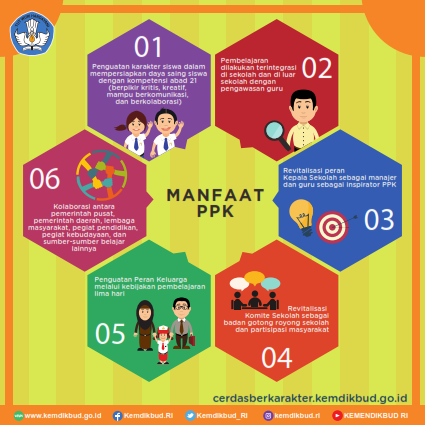 01
Penguatan karakter siswa dalam
mempersiapkan daya saing siswa
dengan kompetensi abad 21
(berpikir kritis, kreatif,
mampu berkomunikasi,
dan berkolaborasi)
Pembelajaran
dilakukan terintegrasi
di sekolah dan di luar
sekolah dengan
pengawasan guru
02
Revitalisasi peran
Kepala Sekolah sebagai manajer
dan guru sebagai inspirator PPK
03
Revitalisasi
Komite Sekolah sebagai
badan gotong royong sekolah
dan partisipasi masyarakat
04
Penguatan Peran Keluarga
melalui kebijakan pembelajaran
lima hari
05
06
Kolaborasi antara
pemerintah pusat,
pemerintah daerah, lembaga
masyarakat, pegiat pendidikan,
pegiat kebudayaan, dan
sumber-sumber belajar
lainnya
MANFAAT
PPK
cerdasberkarakter.kemdikbud.go.id
www.kemdikbud.go.id
Kemdikbud.RI
Kemdikbud_RI
kemdikbud.ri
KEMENDIKBUD RI